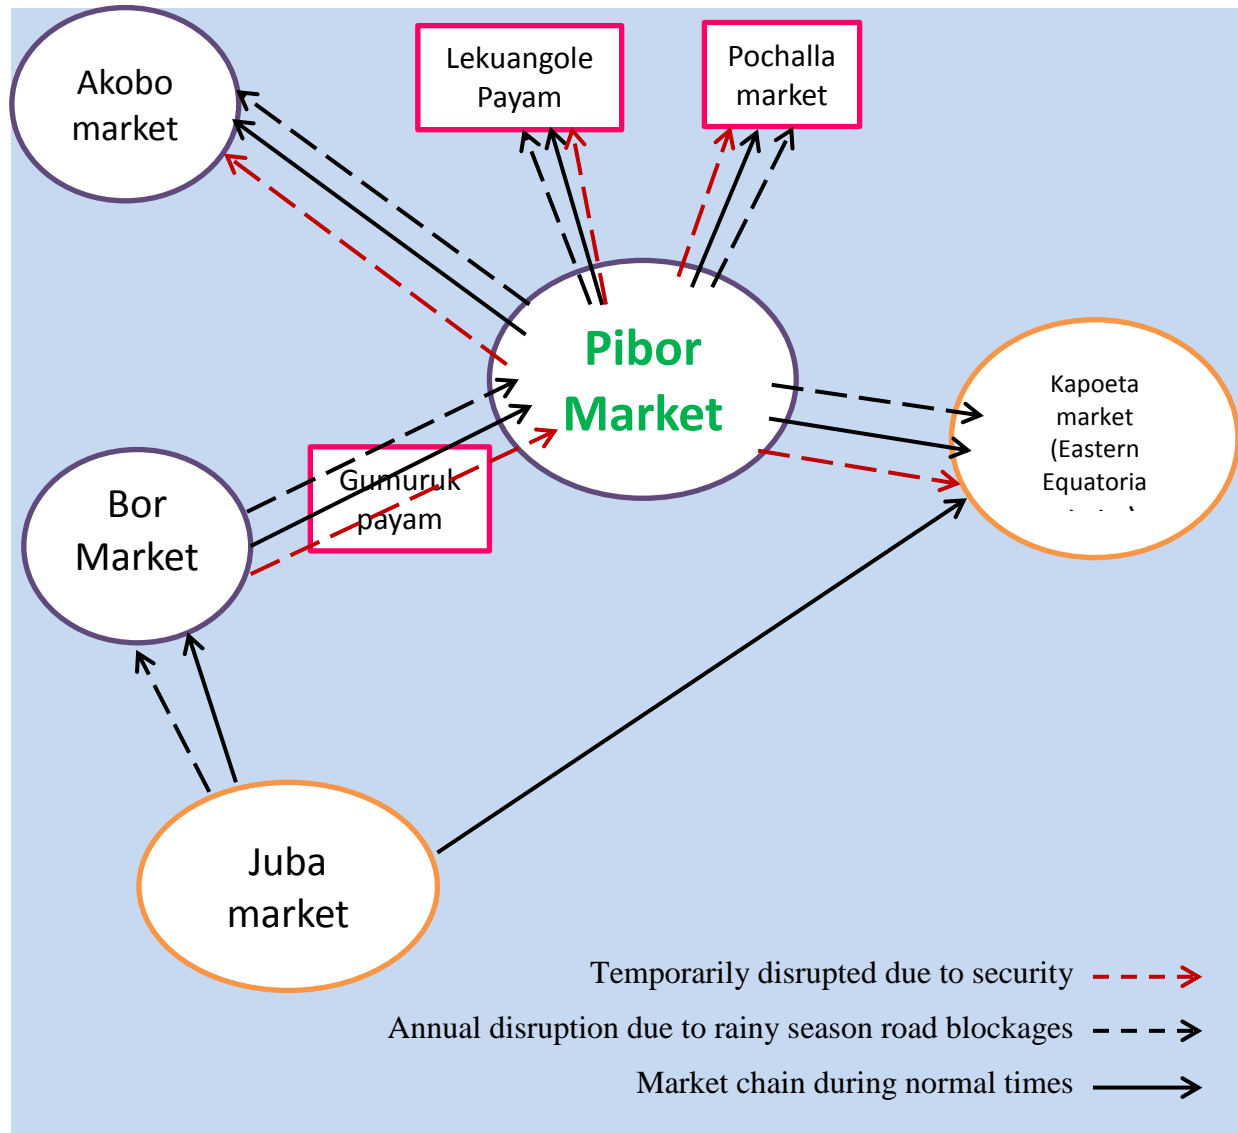 Akobo
market
Lekuangole
Payam
Pochalla
market
Pibor
Market
Kapoeta
market
(Eastern
Equatoria
Gumuruk
payam
Bor
Market
Juba
market
Temporarily disrupted due to security
Annual disruption due to rainy season road blockages
Market chain during normal times